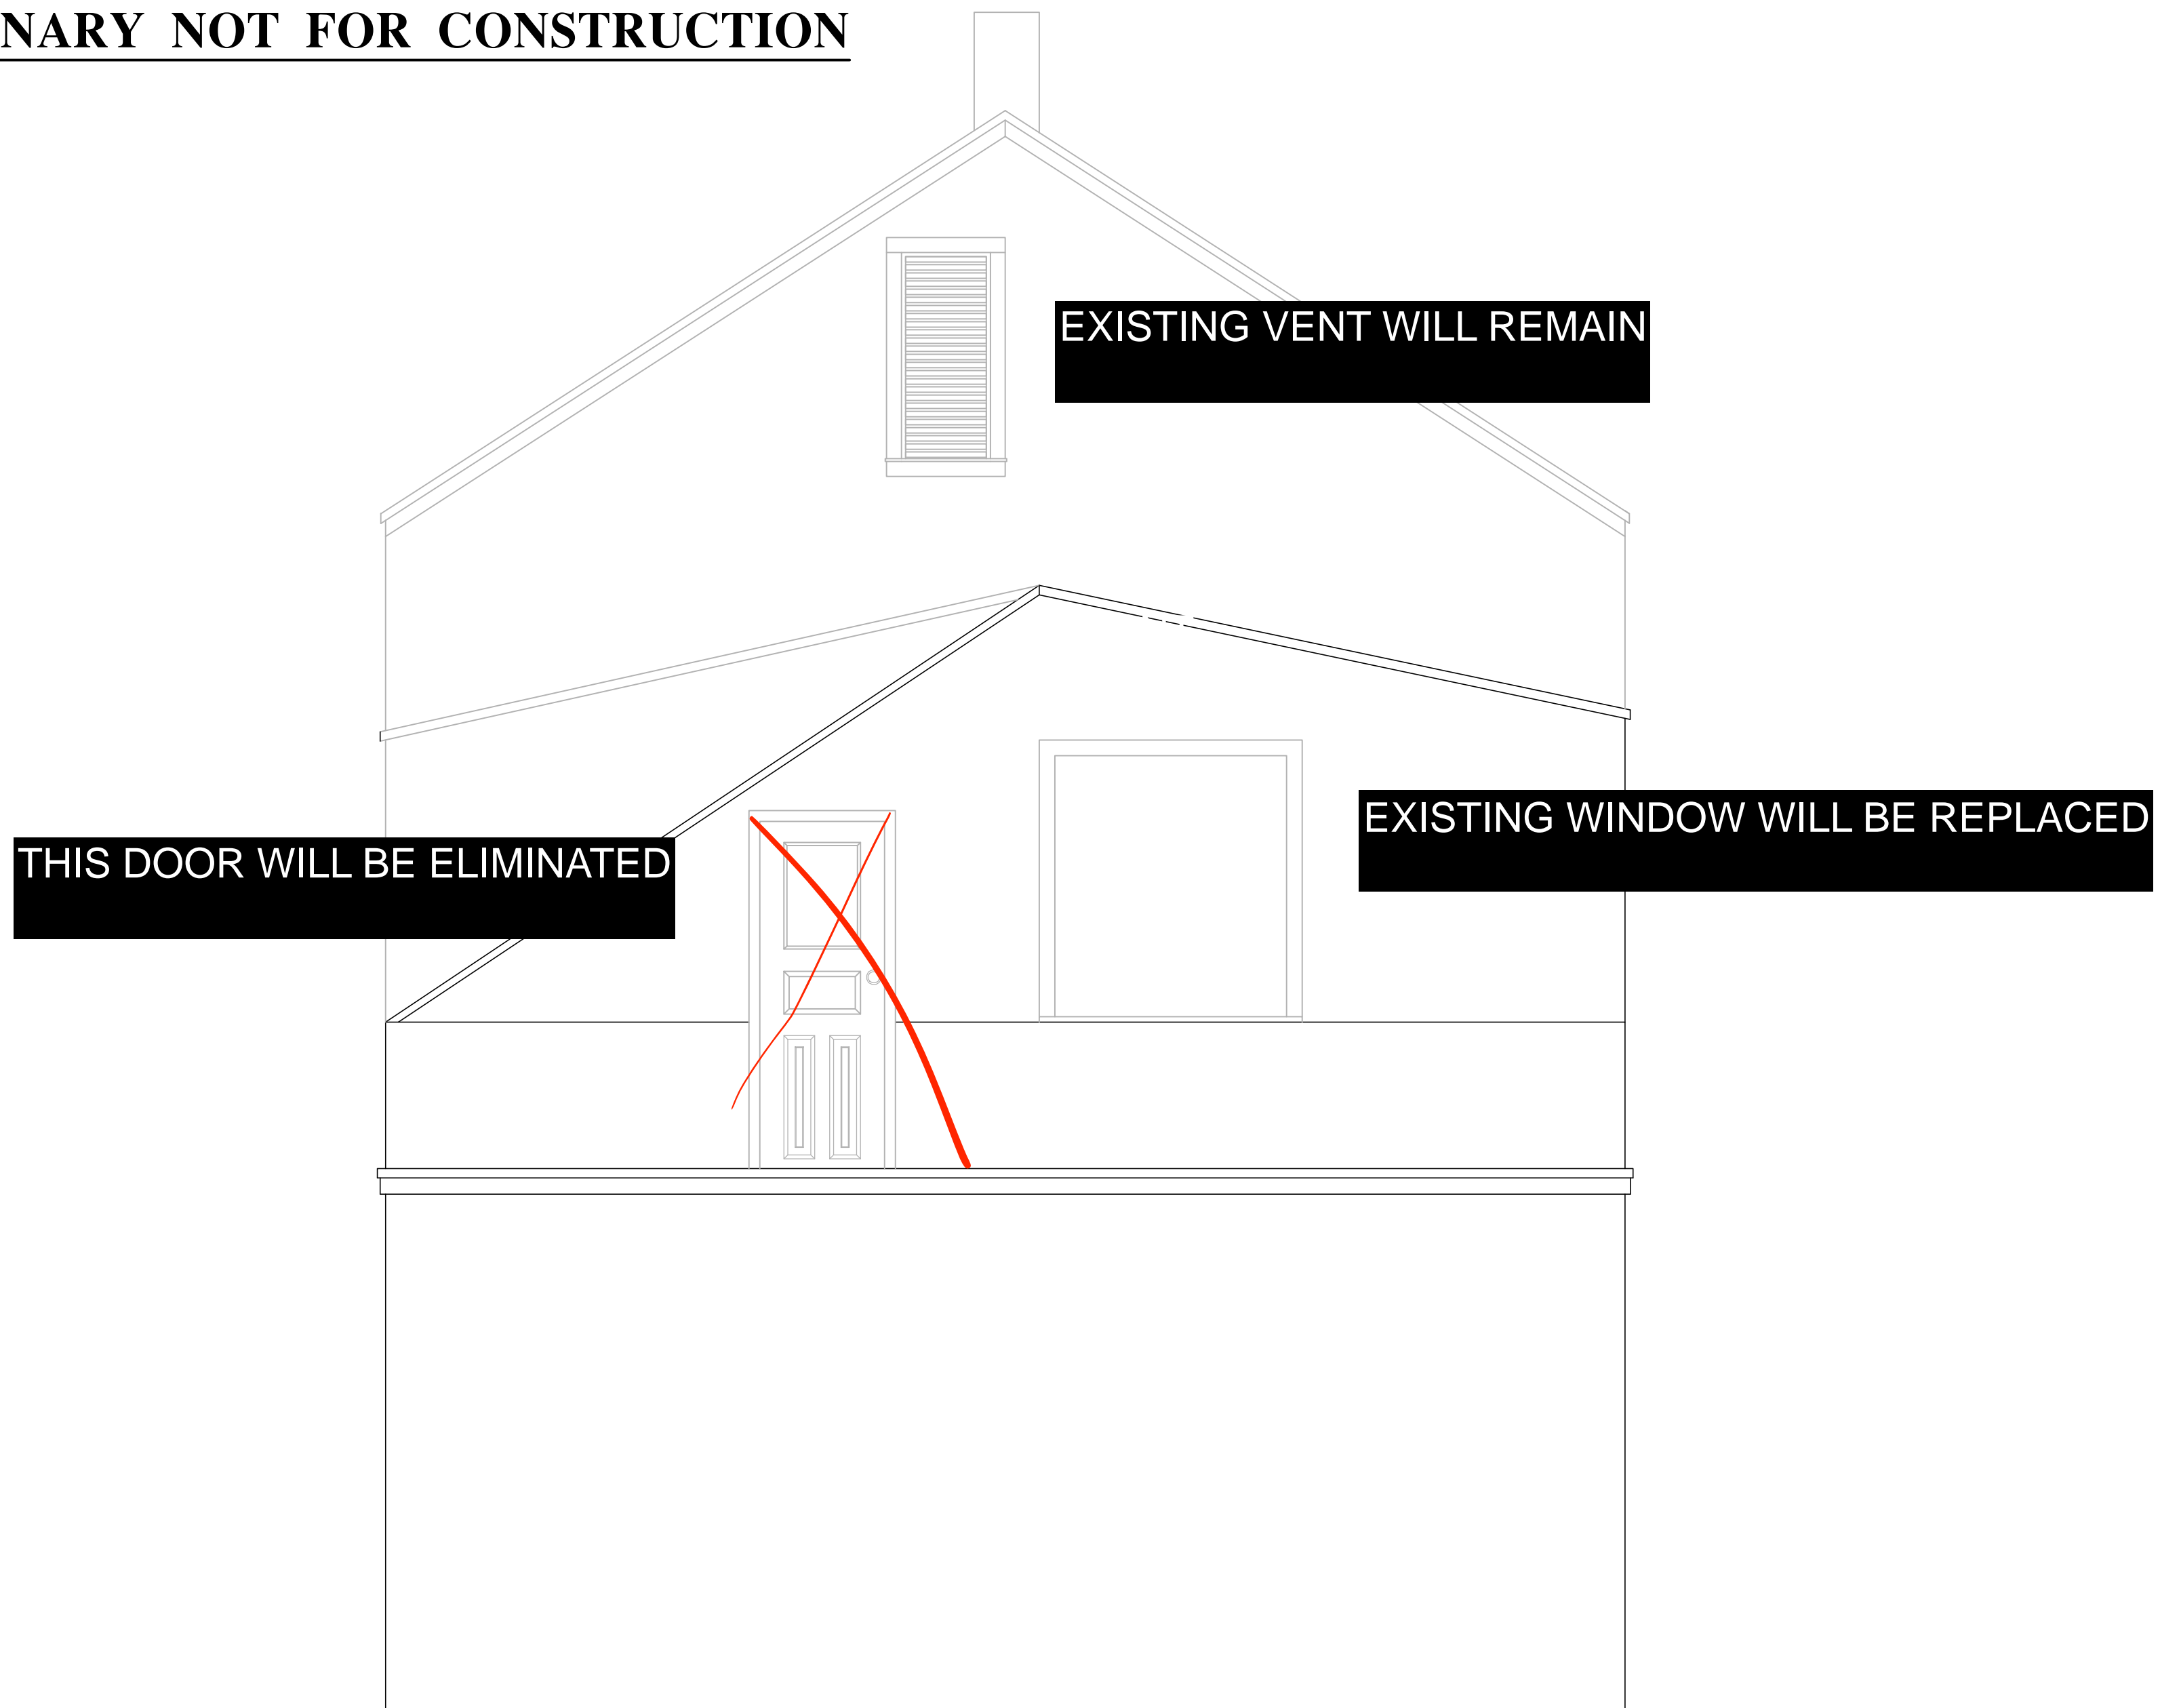 NARY NOT FOR CONSTRUCTION
EXISTING VENT WILL REMAIN
EXISTING WINDOW WILL BE REPLACED
THIS DOOR WILL BE ELIMINATED